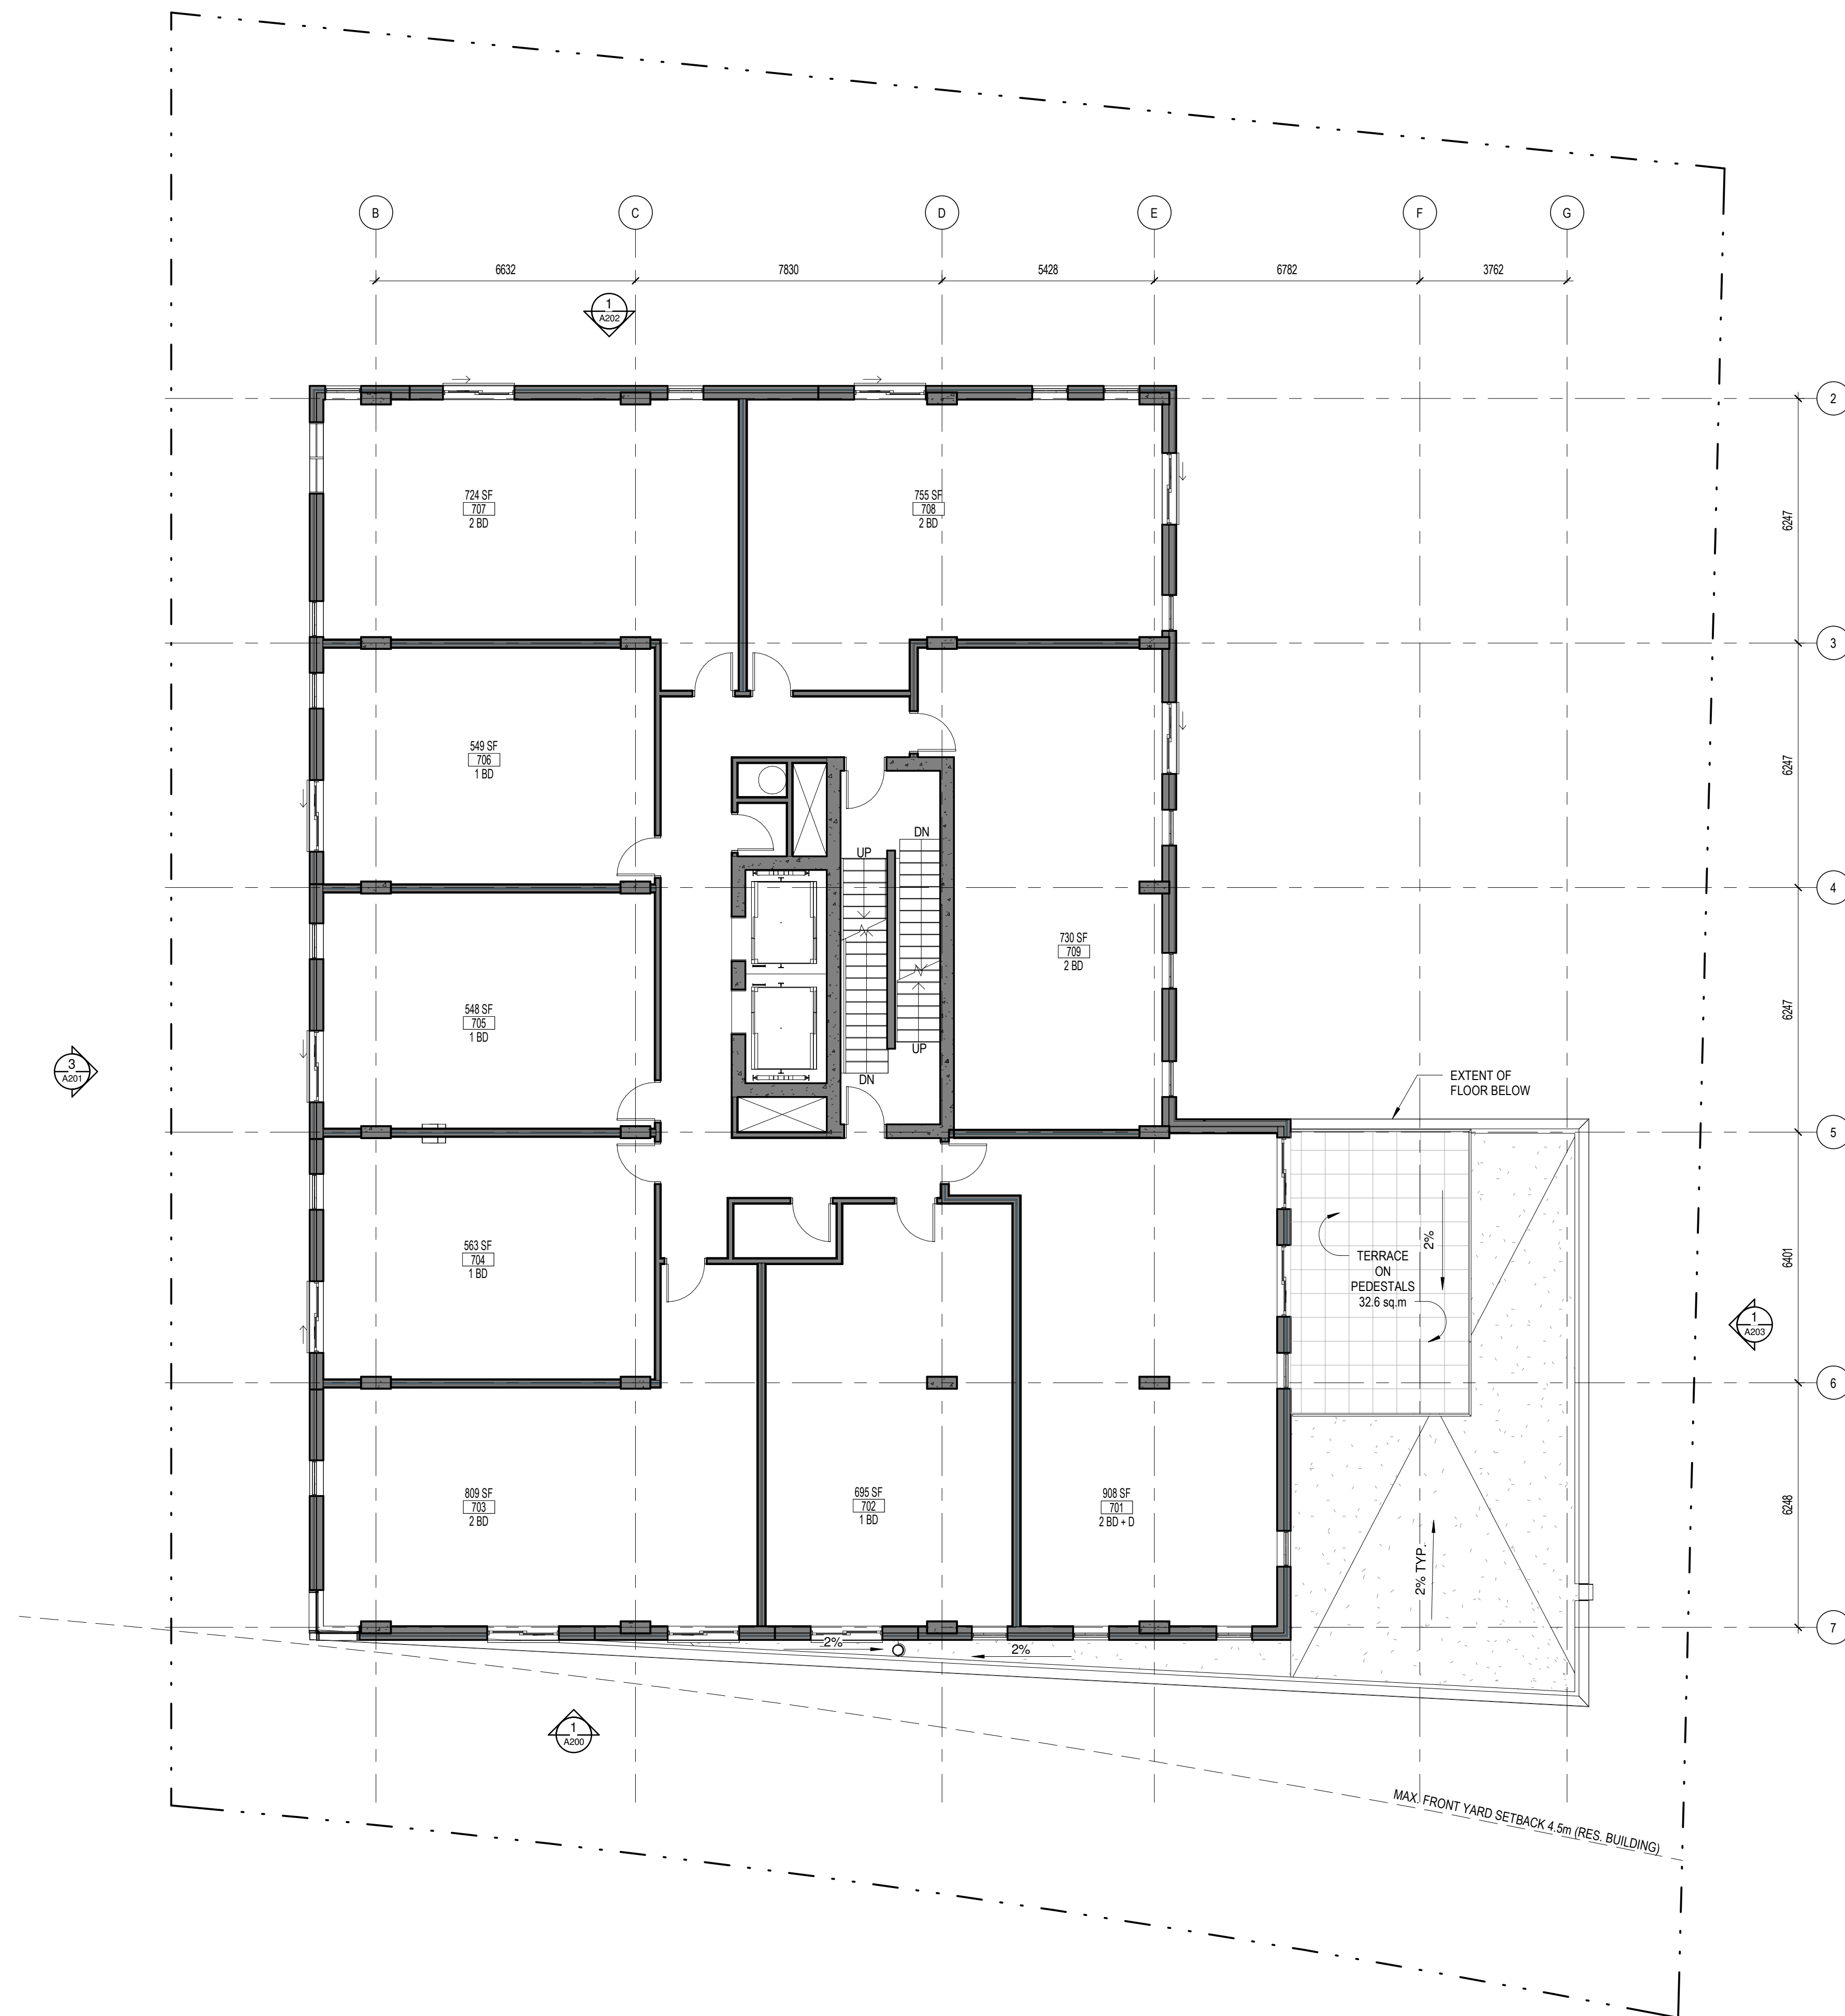 B
C
D
E
F
G
6632
7830
5428
6782
3762
1
A202
2
724 SF
707
2 BD
755 SF
708
2 BD
6247
3
549 SF
706
1 BD
6247
DN
UP
4
730 SF
709
2 BD
548 SF
705
1 BD
6247
UP
DN
3
A201
EXTENT OF
FLOOR BELOW
5
563 SF
704
1 BD
2%
TERRACE
ON
PEDESTALS
32.6 sq.m
6401
1
A203
6
809 SF
703
2 BD
695 SF
702
1 BD
908 SF
701
2 BD + D
6248
2% TYP.
7
2%
2%
1
A200
MAX. FRONT YARD SETBACK 4.5m (RES. BUILDING)